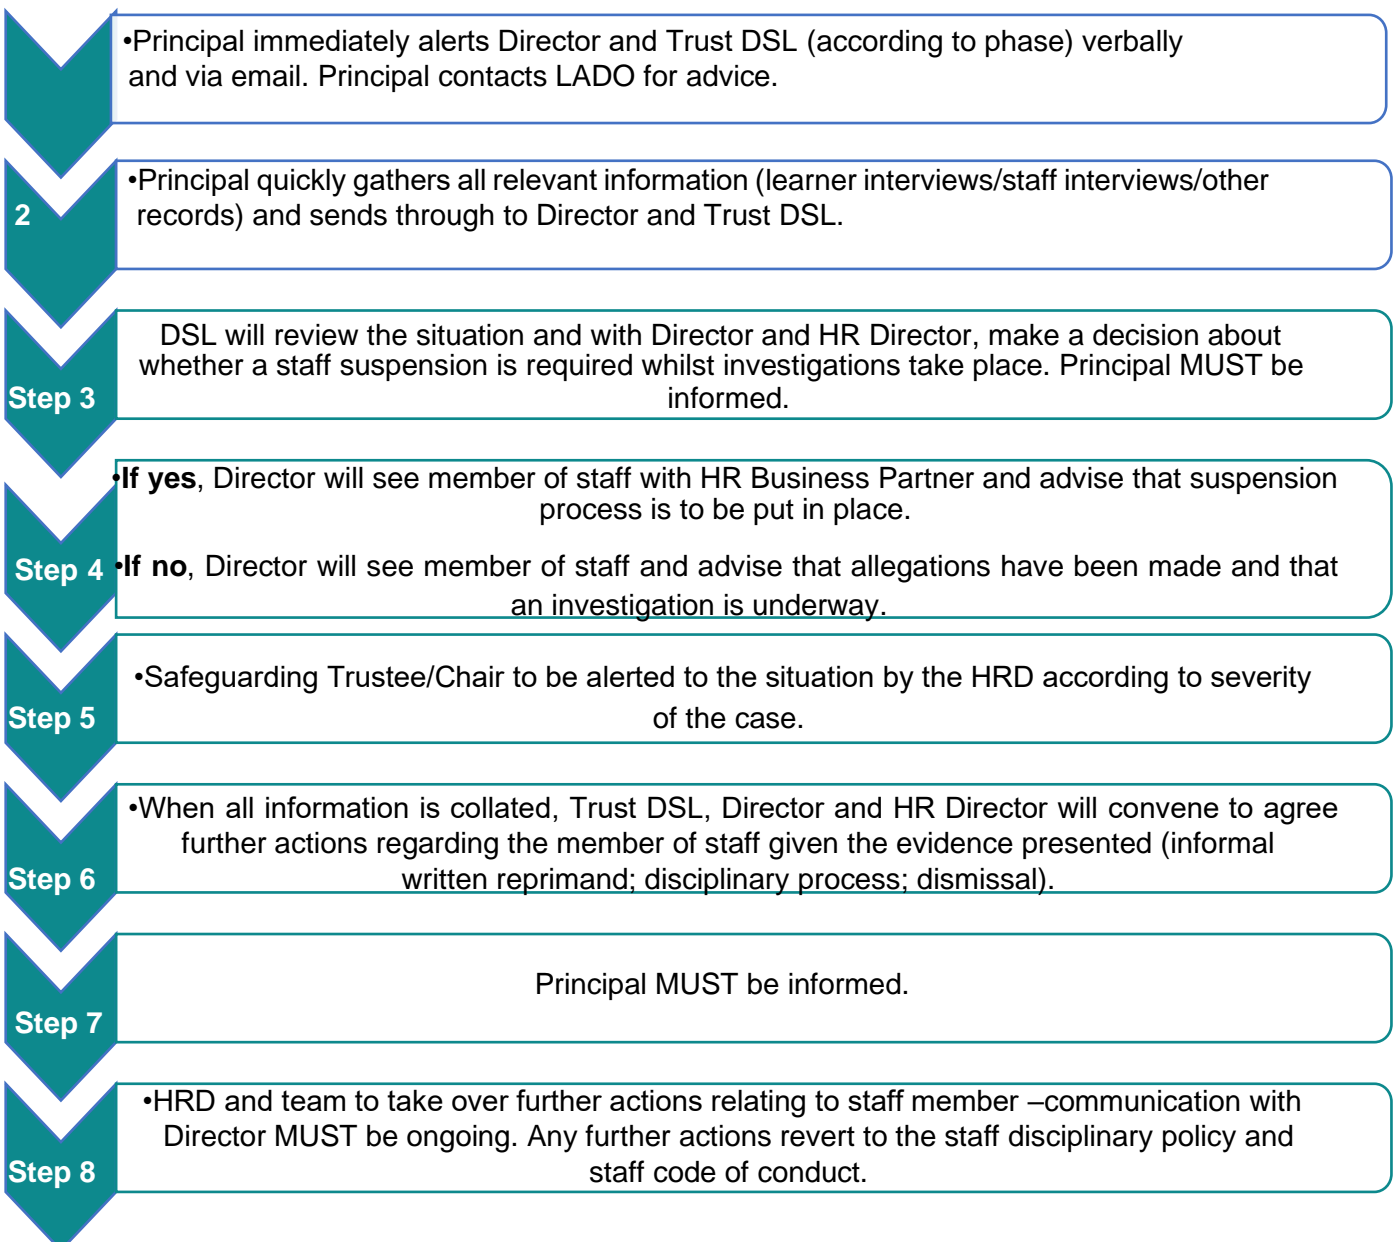 •Principal immediately alerts Director and Trust DSL (according to phase) verbally
and via email. Principal contacts LADO for advice.
2
•Principal quickly gathers all relevant information (learner interviews/staff interviews/other
records) and sends through to Director and Trust DSL.
Step 3
DSL will review the situation and with Director and HR Director, make a decision about
whether a staff suspension is required whilst investigations take place. Principal MUST be
informed.
Step 4
•If yes, Director will see member of staff with HR Business Partner and advise that suspension
process is to be put in place.
•If no, Director will see member of staff and advise that allegations have been made and that
an investigation is underway.
Step 5
•Safeguarding Trustee/Chair to be alerted to the situation by the HRD according to severity
of the case.
Step 6
•When all information is collated, Trust DSL, Director and HR Director will convene to agree
further actions regarding the member of staff given the evidence presented (informal
written reprimand; disciplinary process; dismissal).
Step 7
Principal MUST be informed.
Step 8
•HRD and team to take over further actions relating to staff member –communication with
Director MUST be ongoing. Any further actions revert to the staff disciplinary policy and
staff code of conduct.